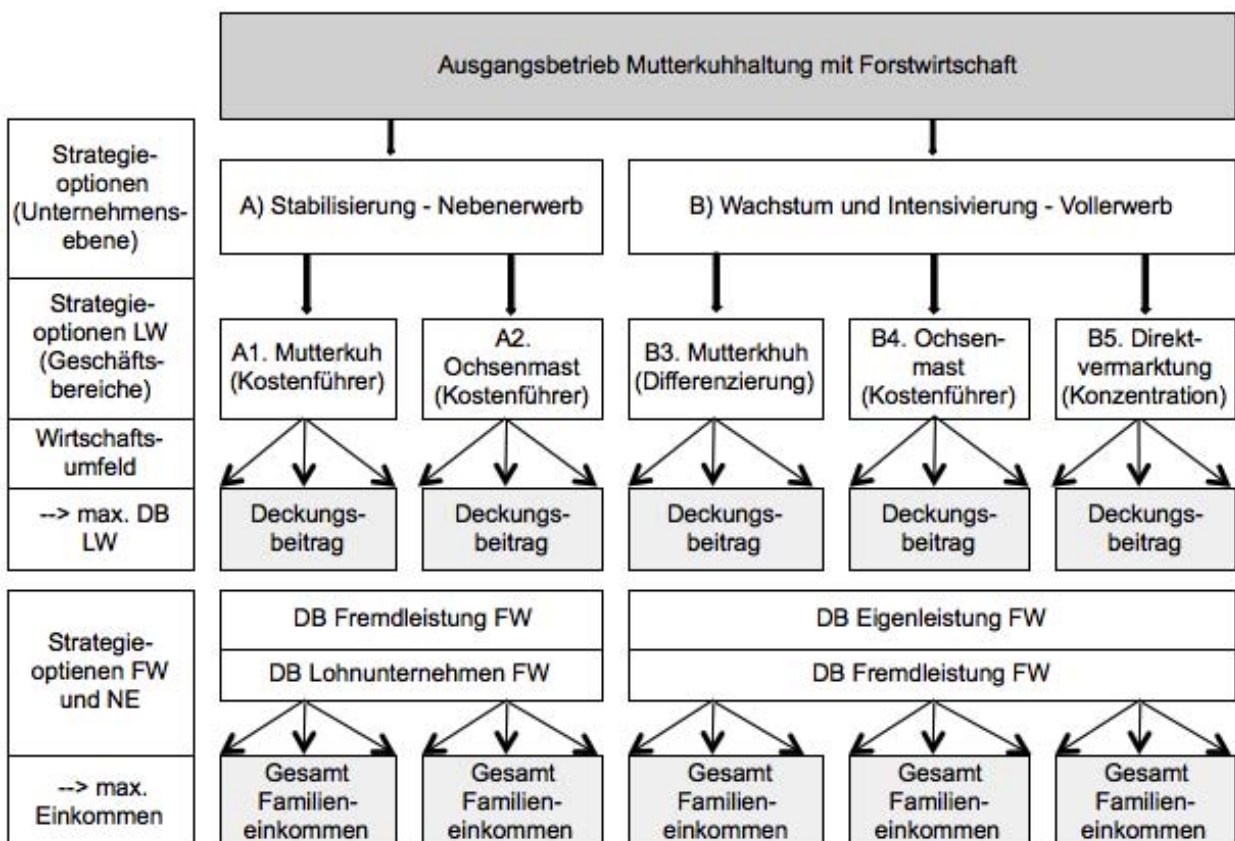 Ausgangsbetrieb Mutterkuhhaltung mit Forstwirtschaft
Strategie-
optionen
(Unternehmens-
ebene)
A) Stabilisierung - Nebenerwerb
B) Wachstum und Intensivierung - Vollerwerb
Strategie-
optionen LW
(Geschäfts-
bereiche)
A1. Mutterkuh
(Kostenführer)
A2.
Ochsenmast
(Kostenführer)
B3. Mutterkhuh
(Differenzierung)
B4. Ochsen-
mast
(Kostenführer)
B5. Direkt-
vermarktung
(Konzentration)
Wirtschafts-
umfeld
--> max. DB
LW
Deckungs-
beitrag
Deckungs-
beitrag
Deckungs-
beitrag
Deckungs-
beitrag
Deckungs-
beitrag
Strategie-
optienen FW
und NE
DB Fremdleistung FW
DB Lohnunternehmen FW
DB Eigenleistung FW
DB Fremdleistung FW
--> max.
Einkommen
Gesamt
Familien-
einkommen
Gesamt
Familien-
einkommen
Gesamt
Familien-
einkommen
Gesamt
Familien-
einkommen
Gesamt
Familien-
einkommen